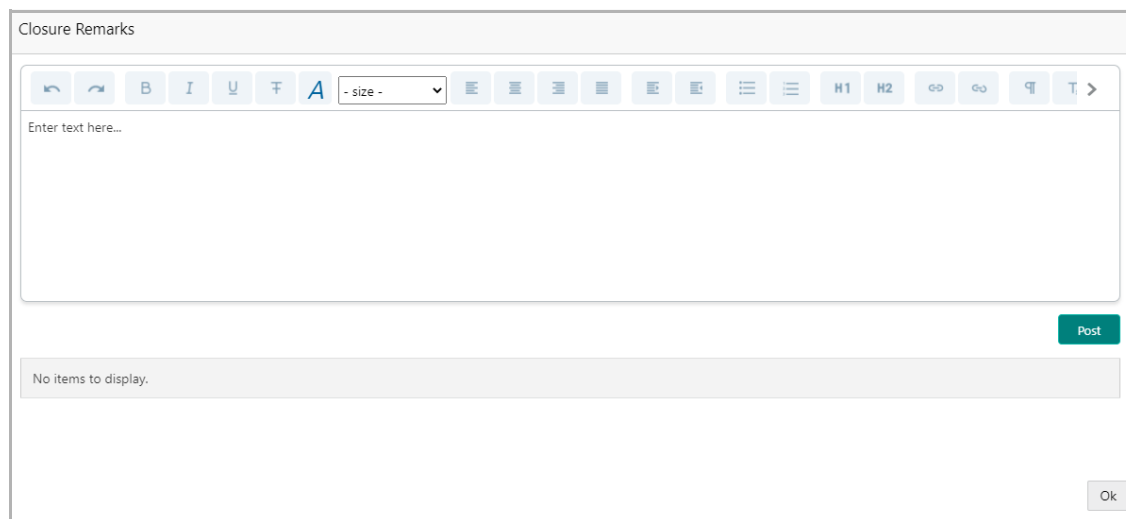 Closure Remarks
B I U T A - size - H1 H2 ¶ T
Enter text here...
Post
No items to display.
Ok